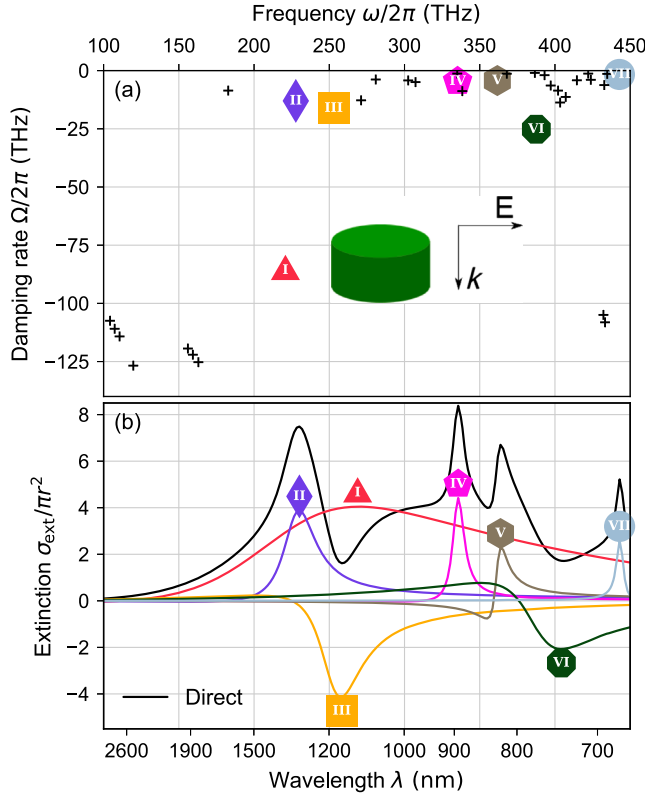 Frequency ω/2π (THz)
100 150 200 250 300 350 400 450
(a)
Damping rate Ω/2π (THz)
0
−25
−50
−75
−100
−125
I
II
III
IV
V
VI
VII
E
k
(b)
Extinction σext/πr²
8
6
4
2
0
−2
−4
I
II
III
IV
V
VI
VII
Direct
2600 1900 1500 1200 1000 900 800 700
Wavelength λ (nm)